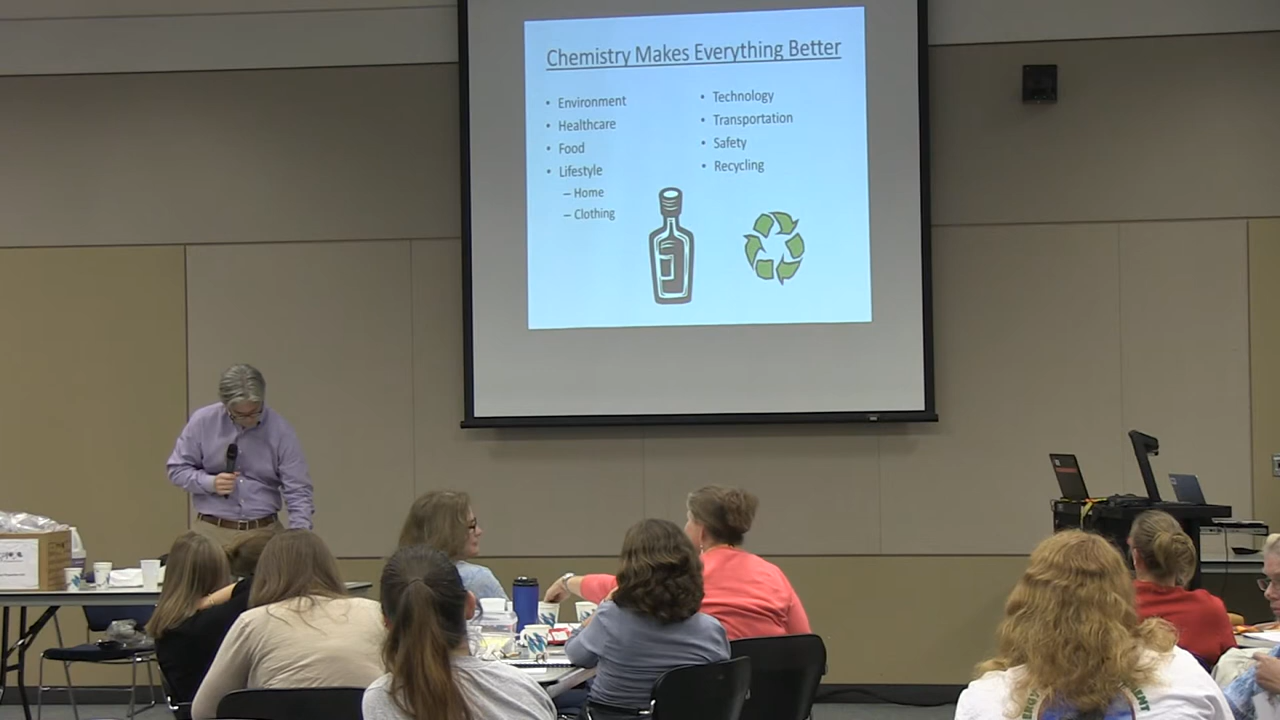 Chemistry Makes Everything Better
• Environment
• Healthcare
• Food
• Lifestyle
– Home
– Clothing
• Technology
• Transportation
• Safety
• Recycling